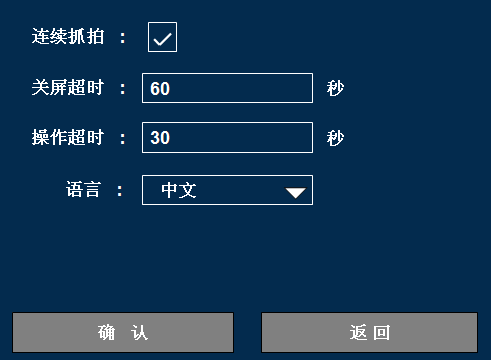 连续抓拍 :
关屏超时 : 60 秒
操作超时 : 30 秒
语言 : 中文
确 认 返 回